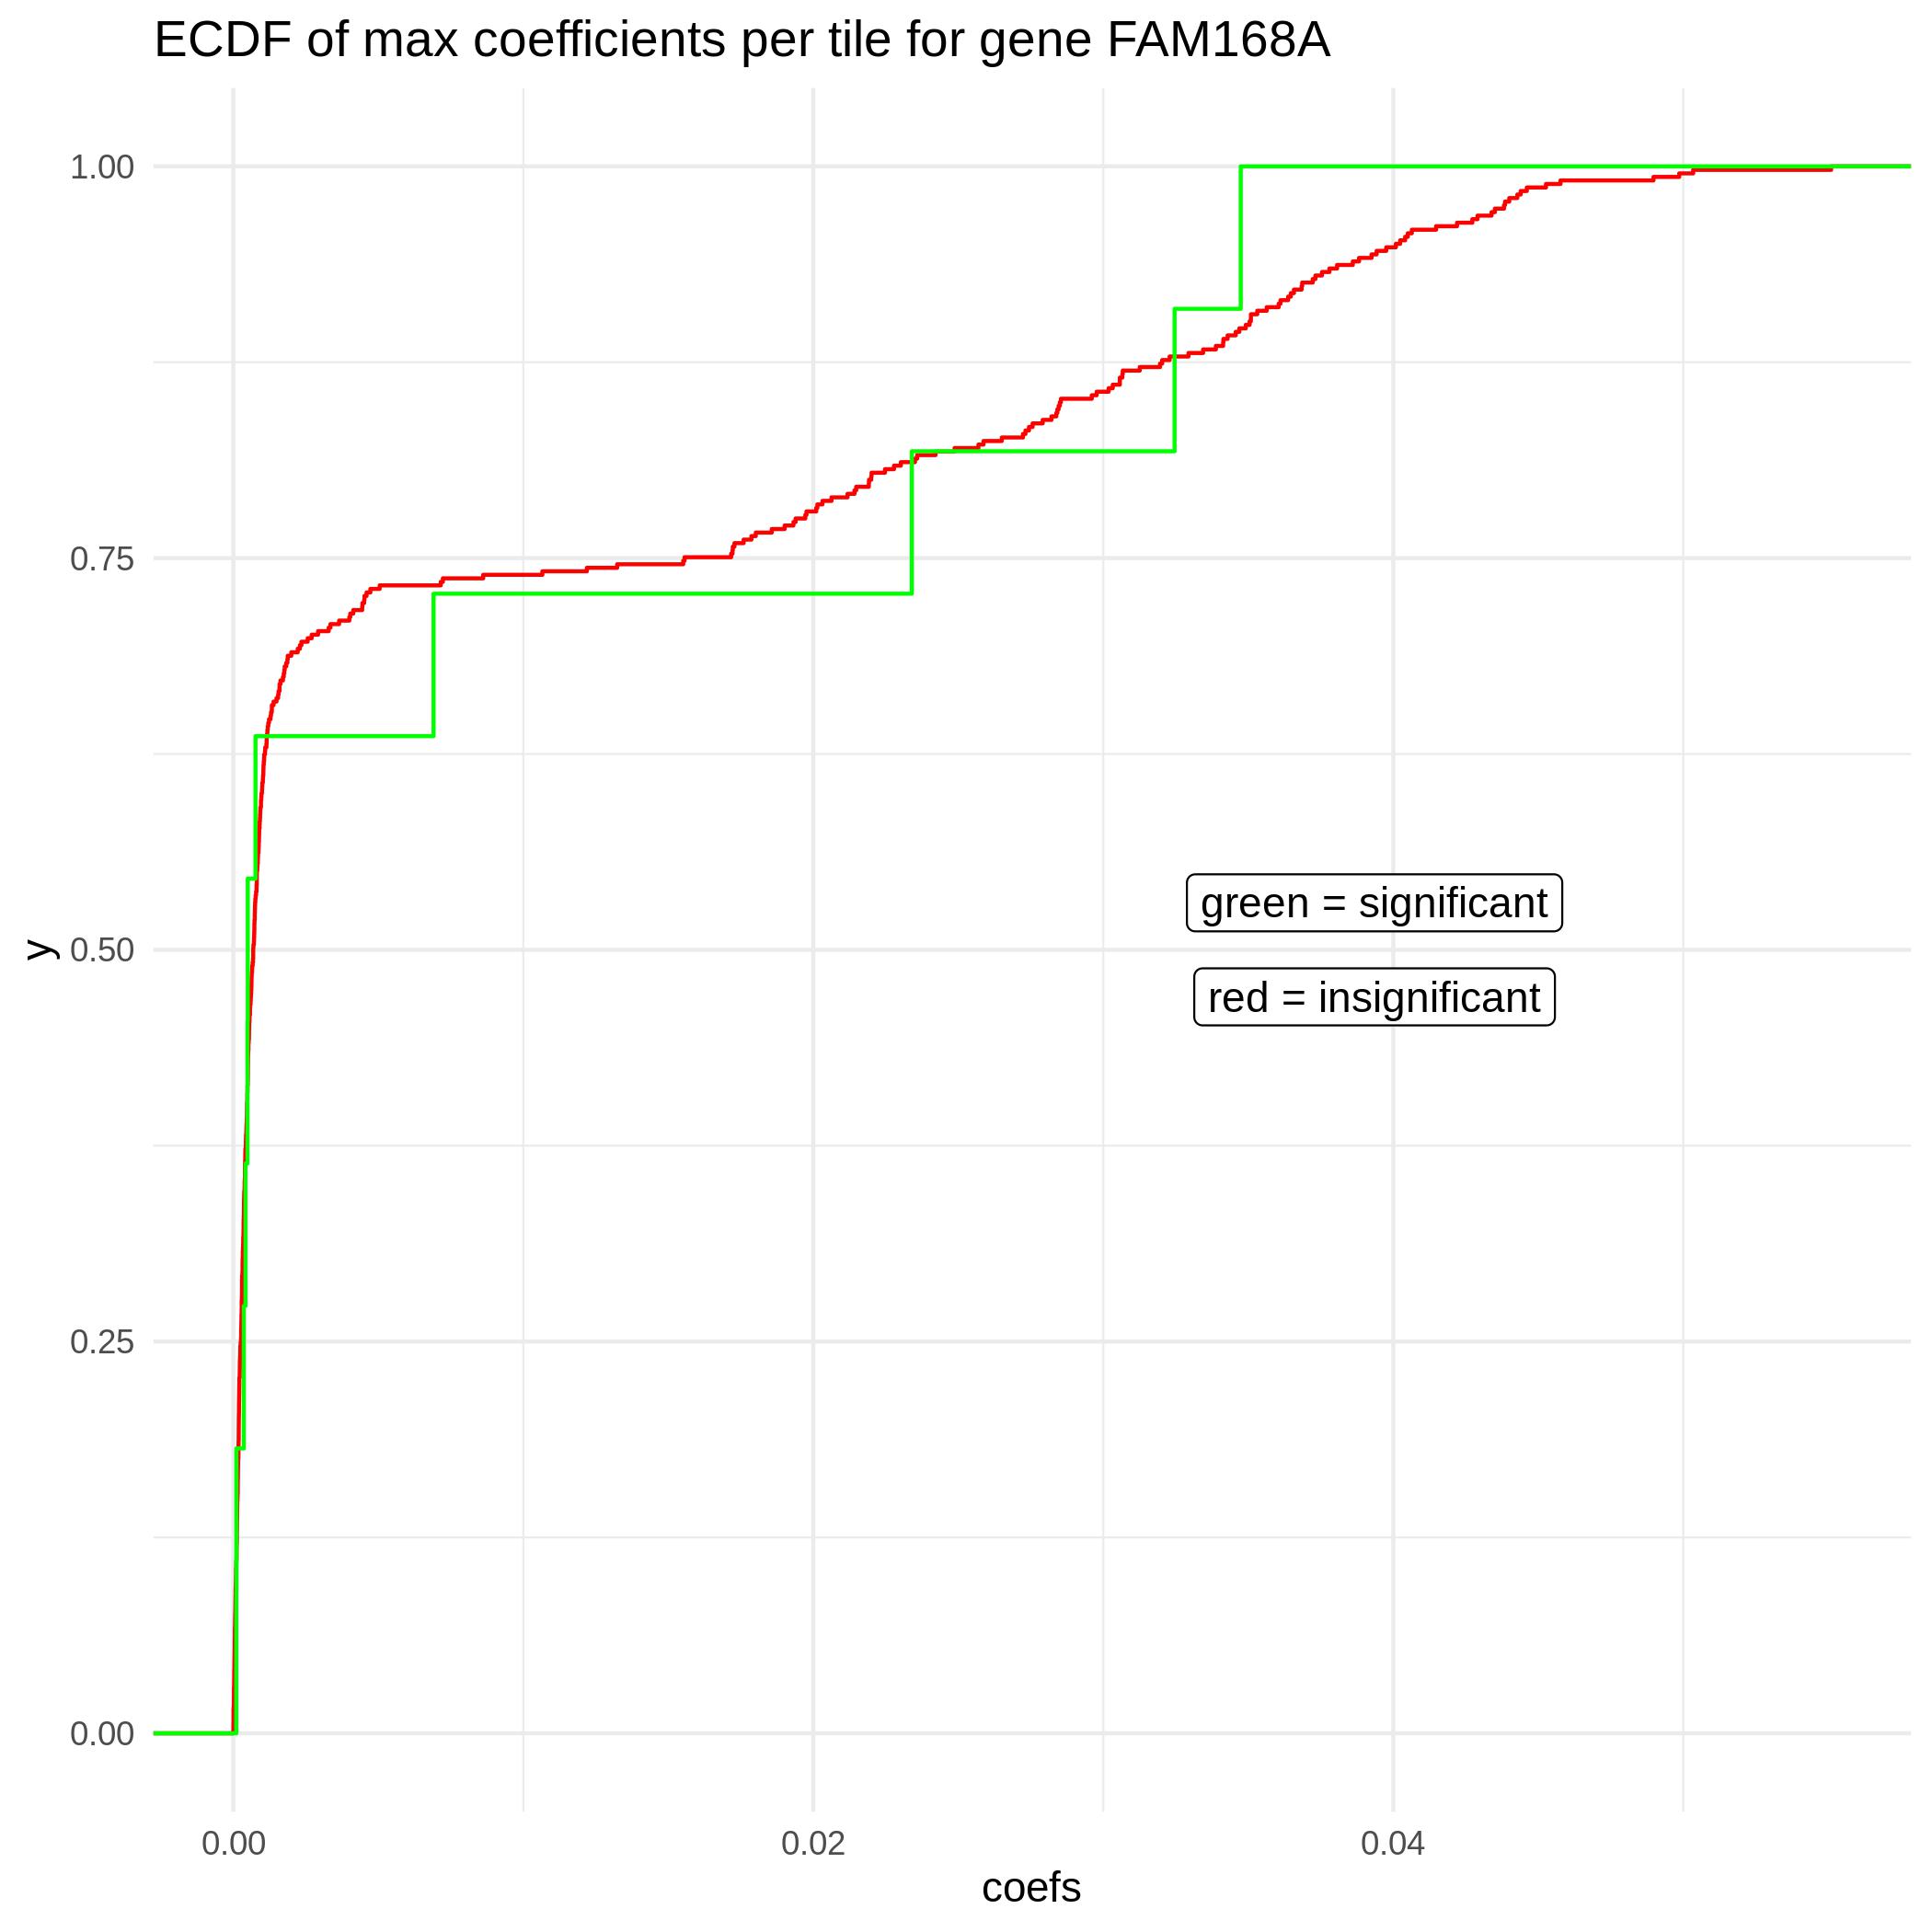 ECDF of max coefficients per tile for gene FAM168A
1.00
0.75
0.50
0.25
0.00
y
green = significant
red = insignificant
0.00 0.02 0.04
coefs